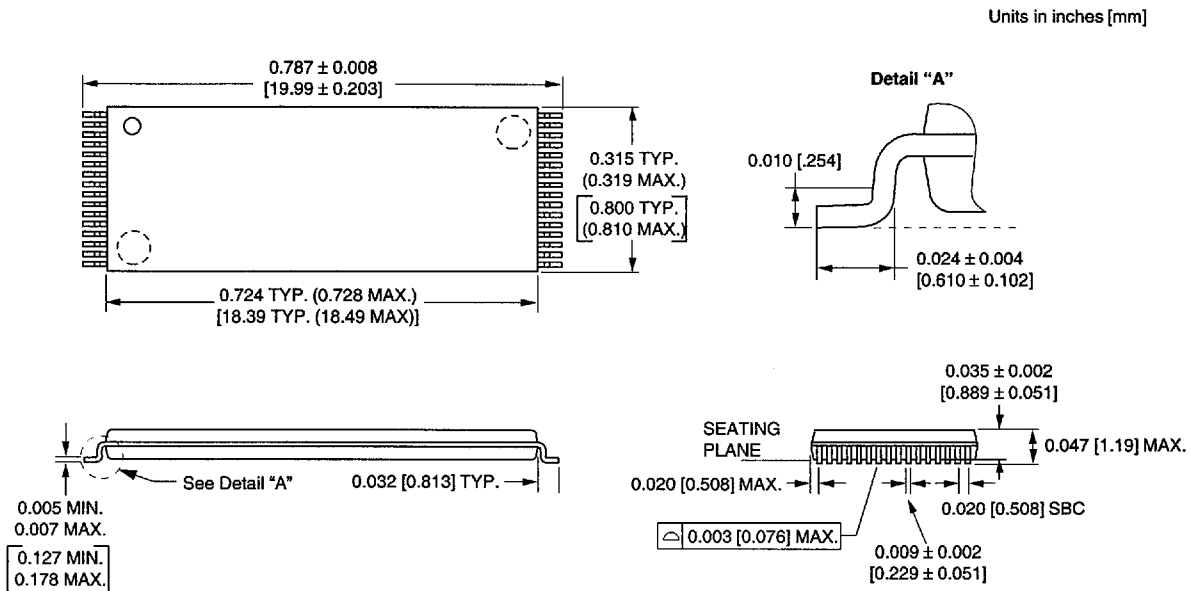 Units in inches [mm]
0.787 ± 0.008
[19.99 ± 0.203]
Detail “A”
0.315 TYP.
(0.319 MAX.)
0.800 TYP.
(0.810 MAX.)
0.010 [.254]
0.024 ± 0.004
[0.610 ± 0.102]
0.724 TYP. (0.728 MAX.)
[18.39 TYP. (18.49 MAX)]
0.035 ± 0.002
[0.889 ± 0.051]
SEATING
PLANE
0.047 [1.19] MAX.
See Detail “A”
0.032 [0.813] TYP.
0.020 [0.508] MAX.
0.020 [0.508] SBC
0.005 MIN.
0.007 MAX.
0.127 MIN.
0.178 MAX.
0.003 [0.076] MAX.
0.009 ± 0.002
[0.229 ± 0.051]